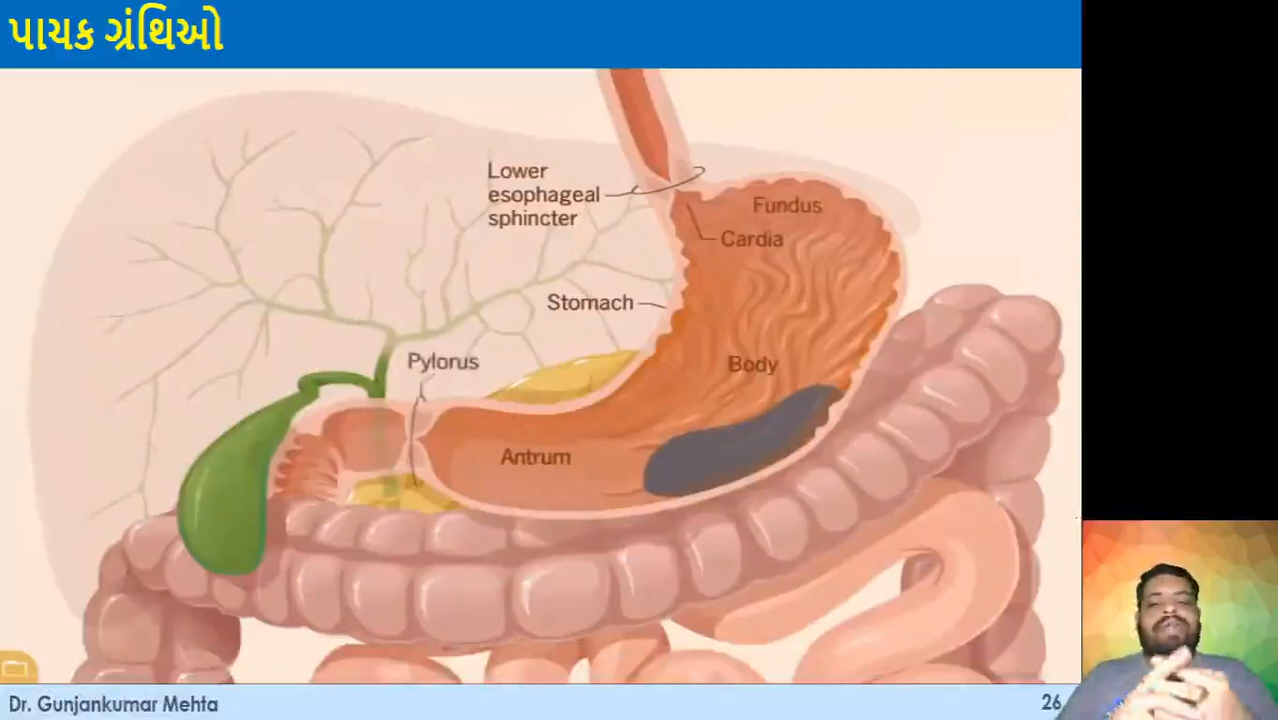 પાચક ગ્રંથિઓ
Lower
esophageal
sphincter
Fundus
Cardia
Stomach
Pylorus
Body
Antrum
Dr. Gunjankumar Mehta
26